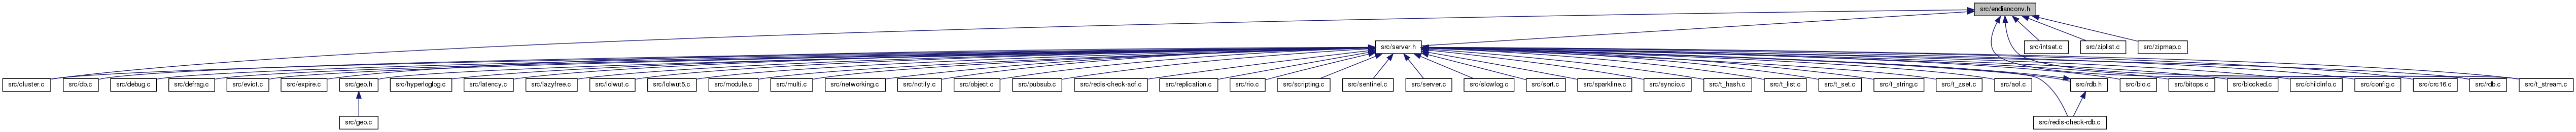 src/endianconv.h
src/server.h
src/intset.c
src/ziplist.c
src/zipmap.c
src/cluster.c
src/db.c
src/debug.c
src/defrag.c
src/evict.c
src/expire.c
src/geo.h
src/hyperloglog.c
src/latency.c
src/lazyfree.c
src/lolwut.c
src/lolwut5.c
src/module.c
src/multi.c
src/networking.c
src/notify.c
src/object.c
src/pubsub.c
src/redis-check-aof.c
src/replication.c
src/rio.c
src/scripting.c
src/sentinel.c
src/server.c
src/slowlog.c
src/sort.c
src/sparkline.c
src/syncio.c
src/t_hash.c
src/t_list.c
src/t_set.c
src/t_string.c
src/t_zset.c
src/aof.c
src/rdb.h
src/bio.c
src/bitops.c
src/blocked.c
src/childinfo.c
src/config.c
src/crc16.c
src/rdb.c
src/t_stream.c
src/geo.c
src/redis-check-rdb.c